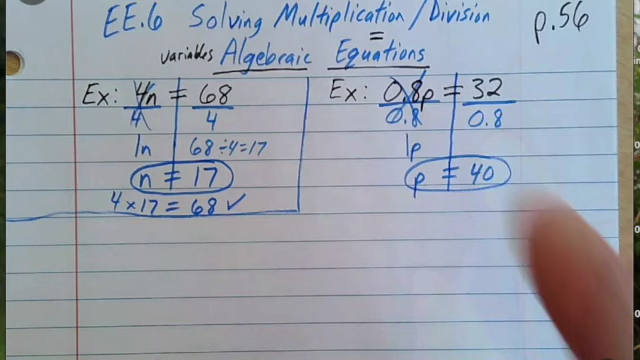 EE.6 Solving Multiplication/Division
p.56
=
variables Algebraic Equations
Ex: 4n = 68
4 4
1n 68÷4=17
n = 17
4×17=68 ✓
Ex: 0.8p = 32
0.8 0.8
1p
p = 40